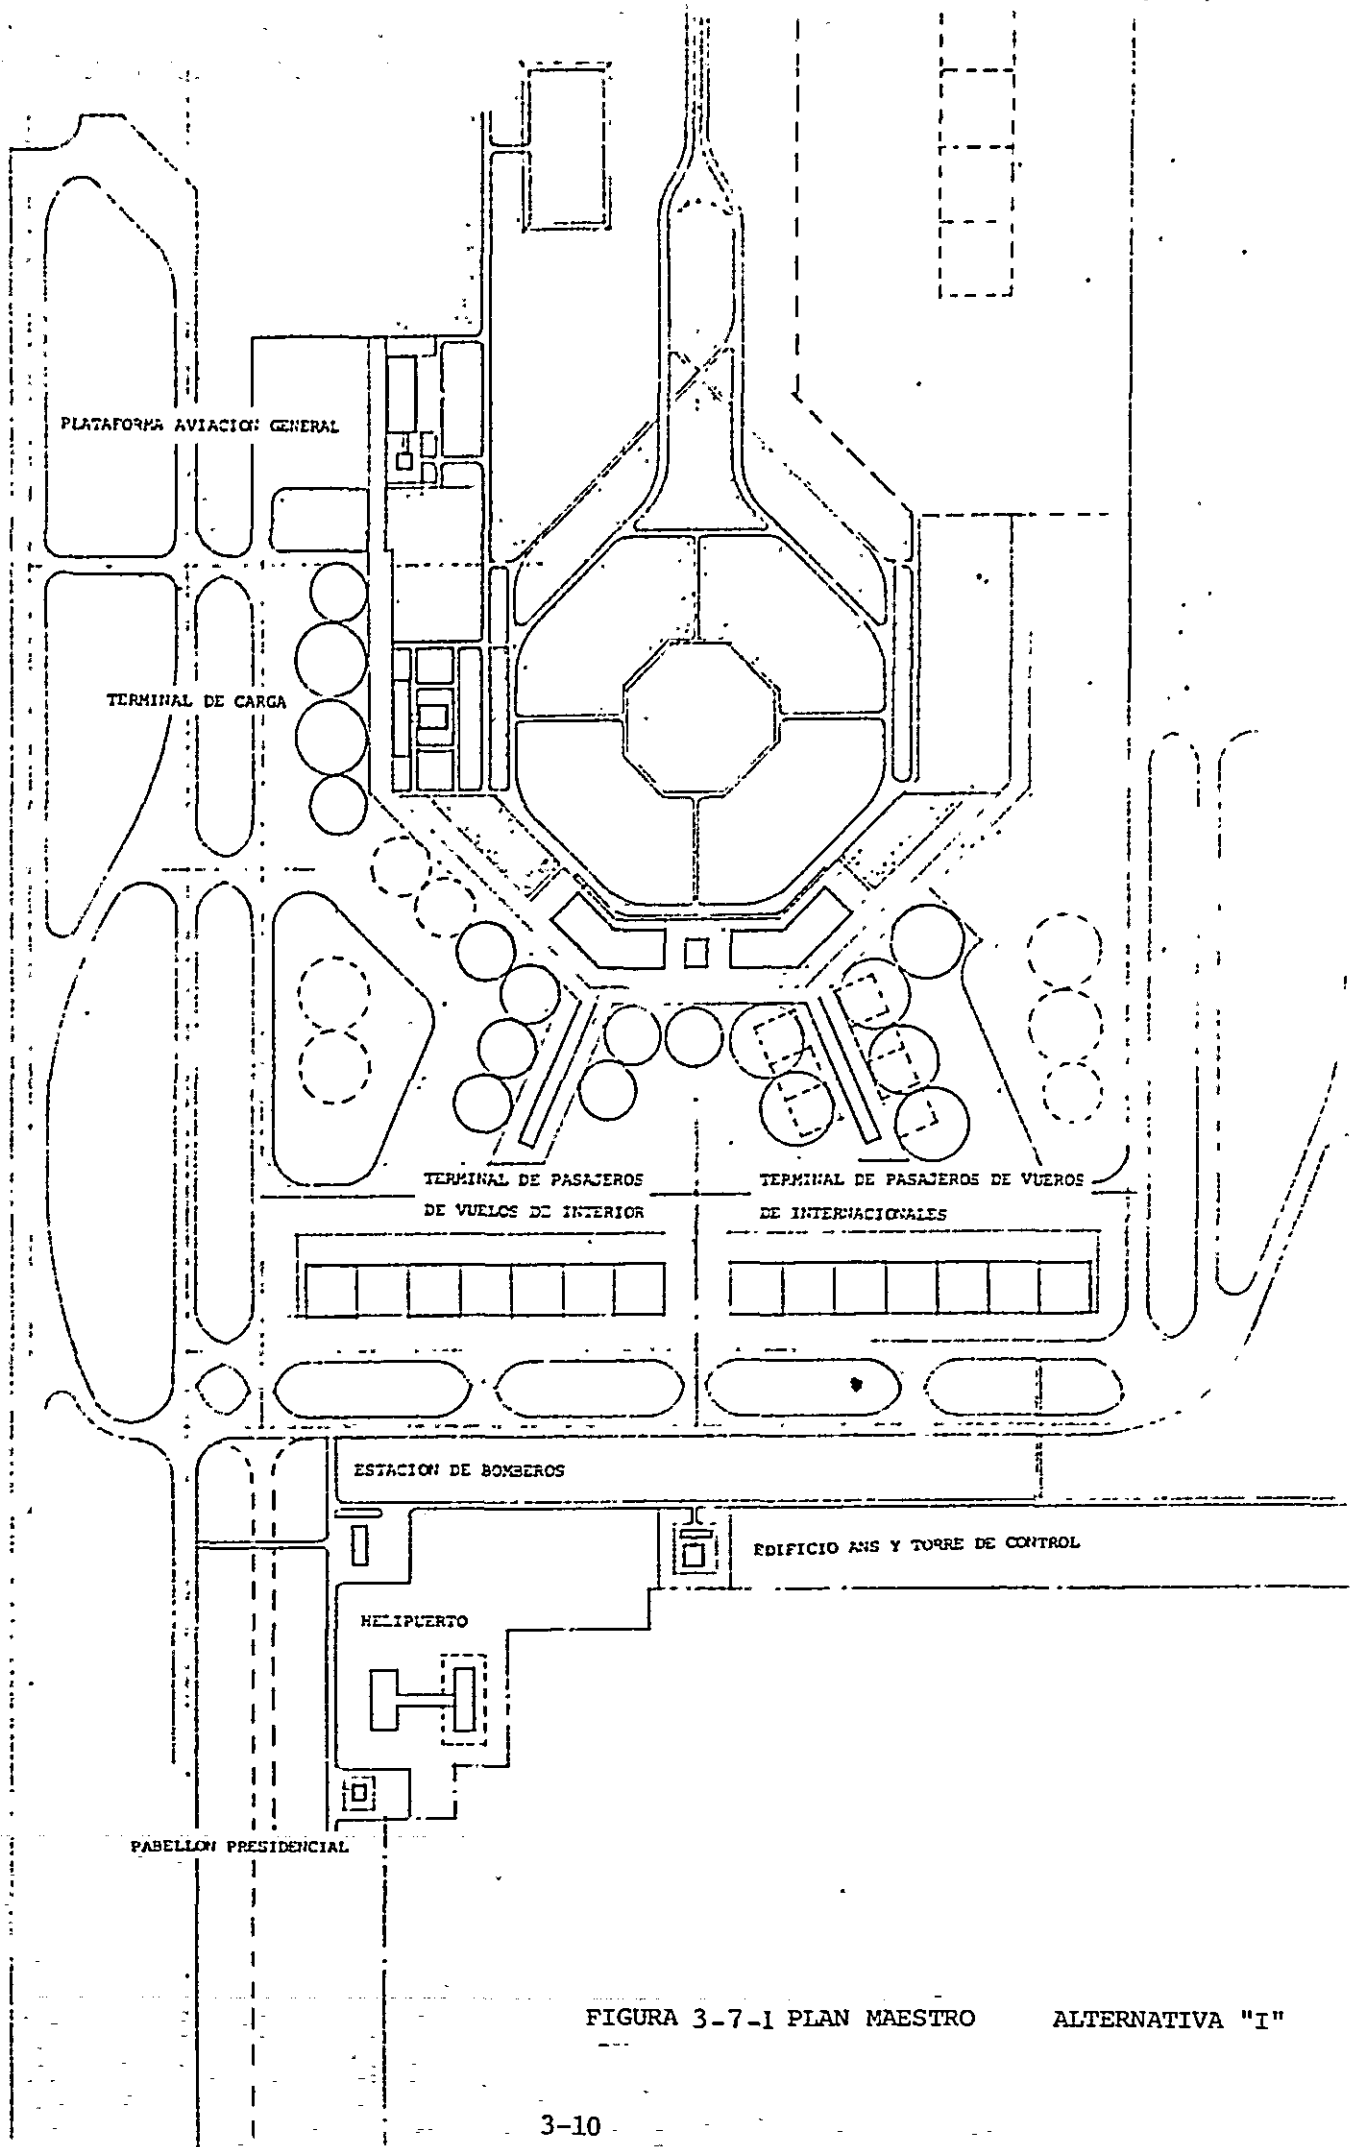 PLATAFORMA AVIACION GENERAL
TERMINAL DE CARGA
TERMINAL DE PASAJEROS
DE VUELOS DE INTERIOR
TERMINAL DE PASAJEROS DE VUEROS
DE INTERNACIONALES
ESTACION DE BOMBEROS
EDIFICIO ANS Y TORRE DE CONTROL
HELIPUERTO
PABELLON PRESIDENCIAL
FIGURA 3-7-1 PLAN MAESTRO ALTERNATIVA "I"
3-10